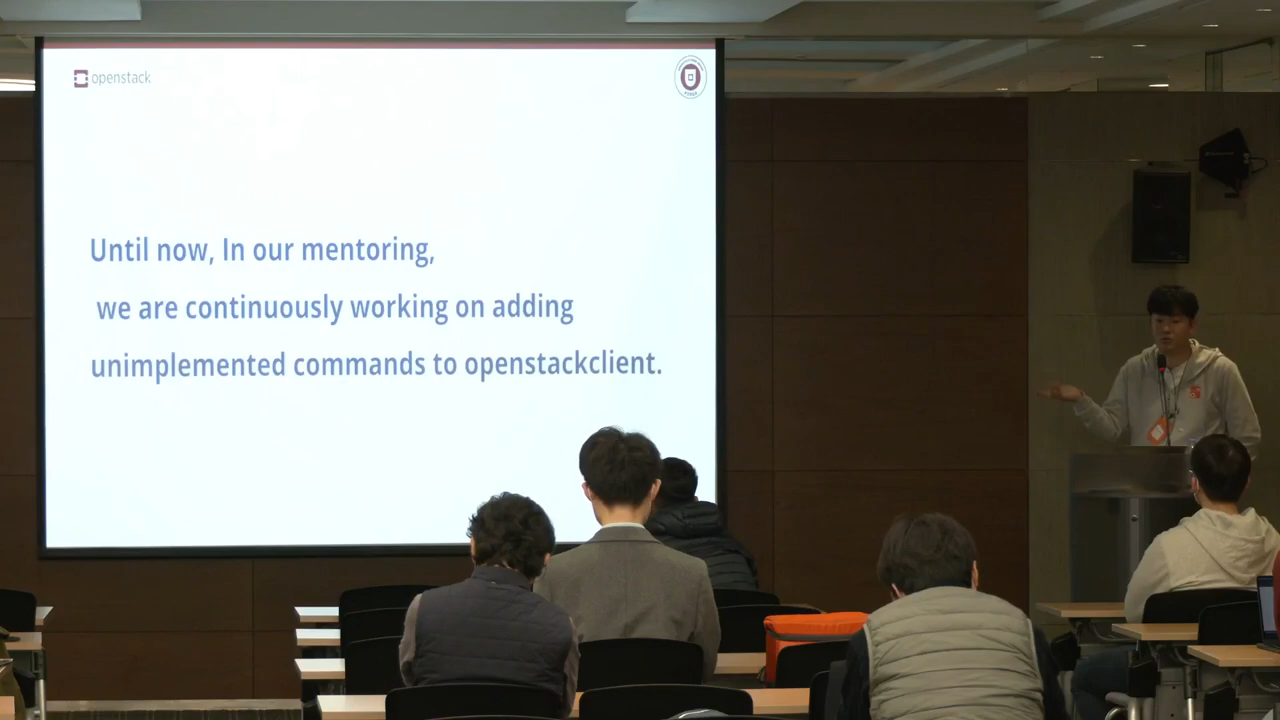 openstack
Until now, In our mentoring,
we are continuously working on adding
unimplemented commands to openstackclient.